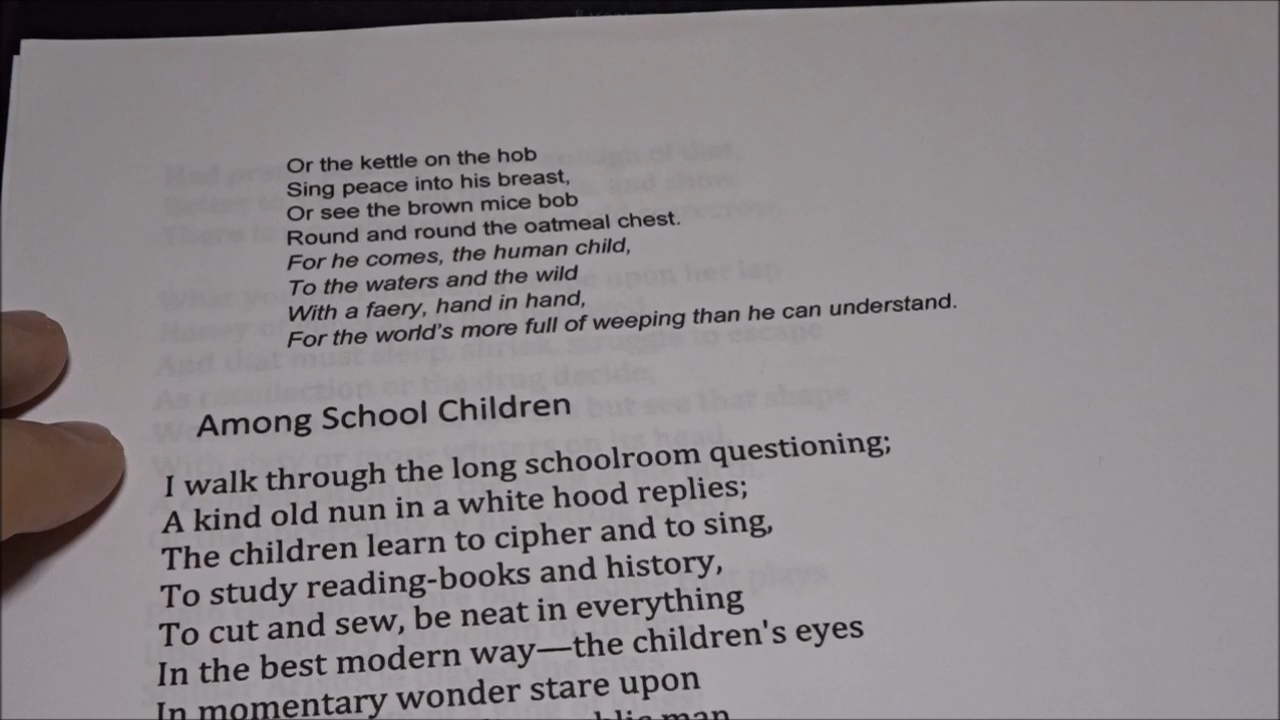 Or the kettle on the hob
Sing peace into his breast,
Or see the brown mice bob
Round and round the oatmeal chest.
For he comes, the human child,
To the waters and the wild
With a faery, hand in hand,
For the world's more full of weeping than he can understand.
Among School Children
I walk through the long schoolroom questioning;
A kind old nun in a white hood replies;
The children learn to cipher and to sing,
To study reading-books and history,
To cut and sew, be neat in everything
In the best modern way—the children's eyes
In momentary wonder stare upon
man